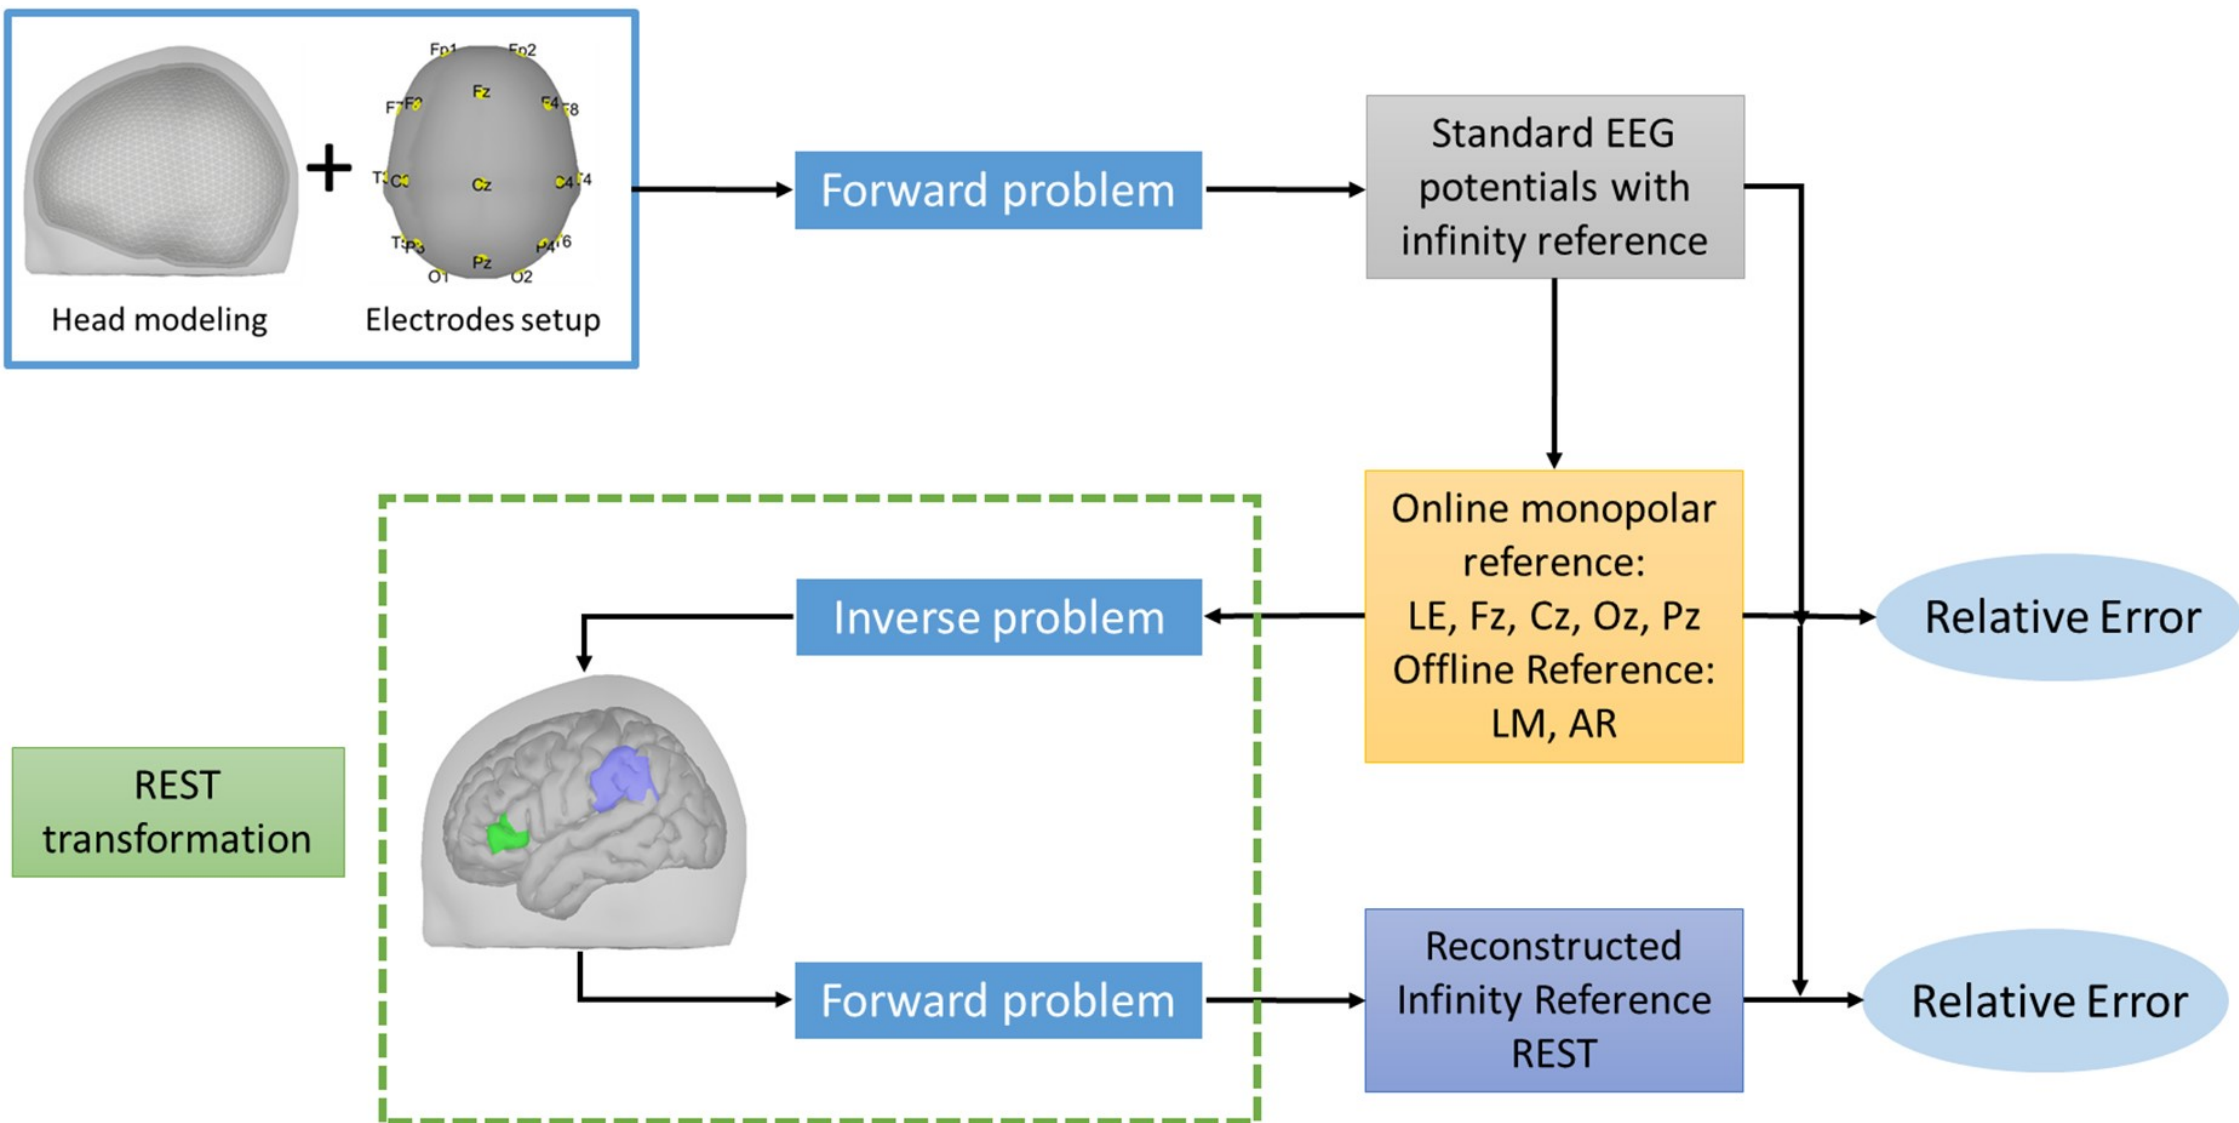 Fp1 Fp2
Fz
F7 F3 F4 F8
T3 C3 Cz C4 T4
T5 P3 Pz P4 T6
O1 O2
+
Head modeling
Electrodes setup
Forward problem
Standard EEG
potentials with
infinity reference
Online monopolar
reference:
LE, Fz, Cz, Oz, Pz
Offline Reference:
LM, AR
Relative Error
Inverse problem
REST
transformation
Forward problem
Reconstructed
Infinity Reference
REST
Relative Error